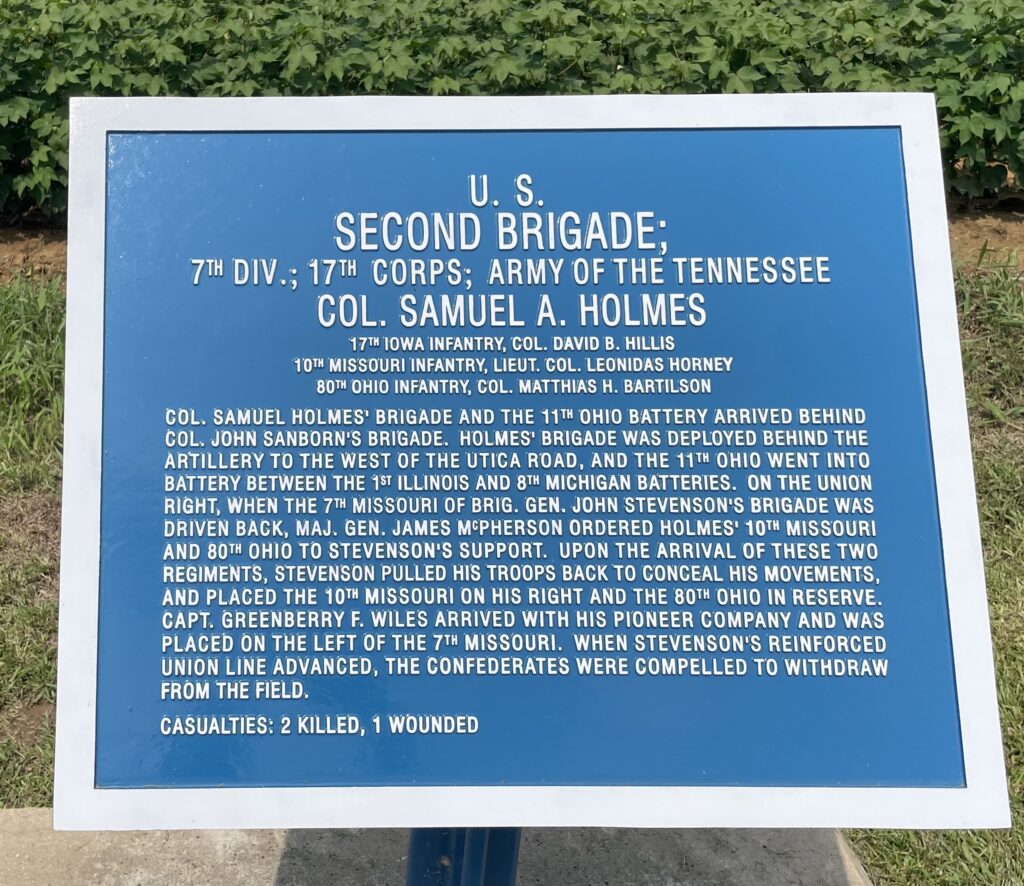 U. S.
SECOND BRIGADE;
7TH DIV.; 17TH CORPS; ARMY OF THE TENNESSEE
COL. SAMUEL A. HOLMES
17TH IOWA INFANTRY, COL. DAVID B. HILLIS
10TH MISSOURI INFANTRY, LIEUT. COL. LEONIDAS HORNEY
80TH OHIO INFANTRY, COL. MATTHIAS H. BARTILSON
COL. SAMUEL HOLMES' BRIGADE AND THE 11TH OHIO BATTERY ARRIVED BEHIND
COL. JOHN SANBORN'S BRIGADE. HOLMES' BRIGADE WAS DEPLOYED BEHIND THE
ARTILLERY TO THE WEST OF THE UTICA ROAD, AND THE 11TH OHIO WENT INTO
BATTERY BETWEEN THE 1ST ILLINOIS AND 8TH MICHIGAN BATTERIES. ON THE UNION
RIGHT, WHEN THE 7TH MISSOURI OF BRIG. GEN. JOHN STEVENSON'S BRIGADE WAS
DRIVEN BACK, MAJ. GEN. JAMES McPHERSON ORDERED HOLMES' 10TH MISSOURI
AND 80TH OHIO TO STEVENSON'S SUPPORT. UPON THE ARRIVAL OF THESE TWO
REGIMENTS, STEVENSON PULLED HIS TROOPS BACK TO CONCEAL HIS MOVEMENTS,
AND PLACED THE 10TH MISSOURI ON HIS RIGHT AND THE 80TH OHIO IN RESERVE.
CAPT. GREENBERRY F. WILES ARRIVED WITH HIS PIONEER COMPANY AND WAS
PLACED ON THE LEFT OF THE 7TH MISSOURI. WHEN STEVENSON'S REINFORCED
UNION LINE ADVANCED, THE CONFEDERATES WERE COMPELLED TO WITHDRAW
FROM THE FIELD.
CASUALTIES: 2 KILLED, 1 WOUNDED